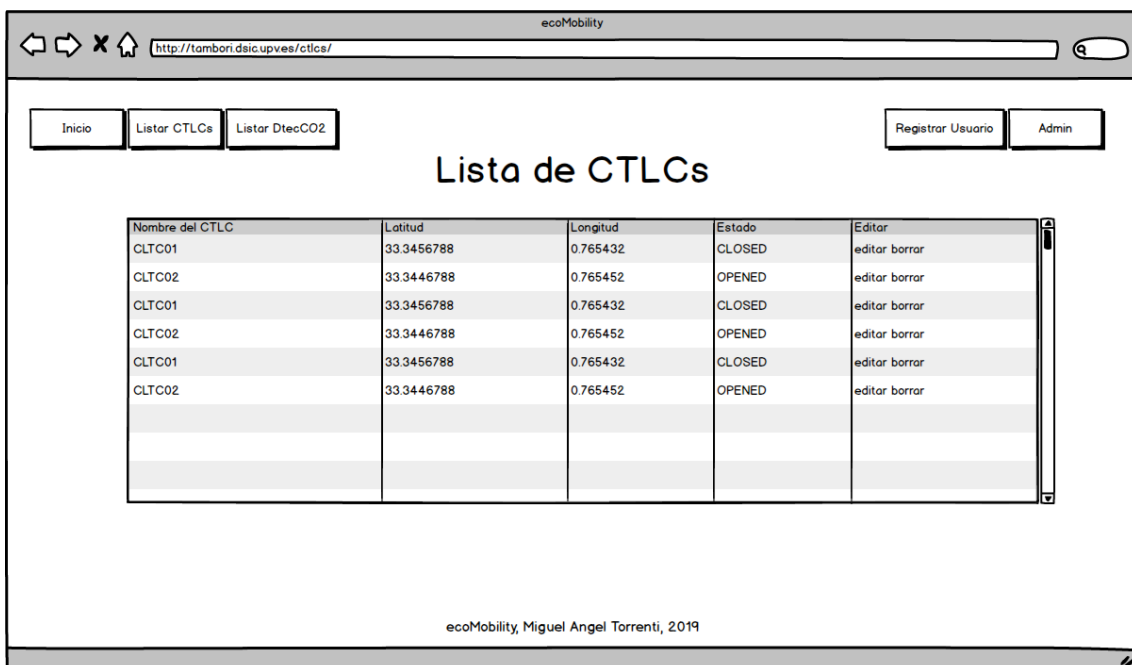 ecoMobility
http://tambori.dsic.upv.es/ctlcs/
Inicio Listar CTLCs Listar DtecCO2 Registrar Usuario Admin
Lista de CTLCs
Nombre del CTLC Latitud Longitud Estado Editar
CLTC01 33.3456788 0.765432 CLOSED editar borrar
CLTC02 33.3446788 0.765452 OPENED editar borrar
CLTC01 33.3456788 0.765432 CLOSED editar borrar
CLTC02 33.3446788 0.765452 OPENED editar borrar
CLTC01 33.3456788 0.765432 CLOSED editar borrar
CLTC02 33.3446788 0.765452 OPENED editar borrar
ecoMobility, Miguel Angel Torrenti, 2019